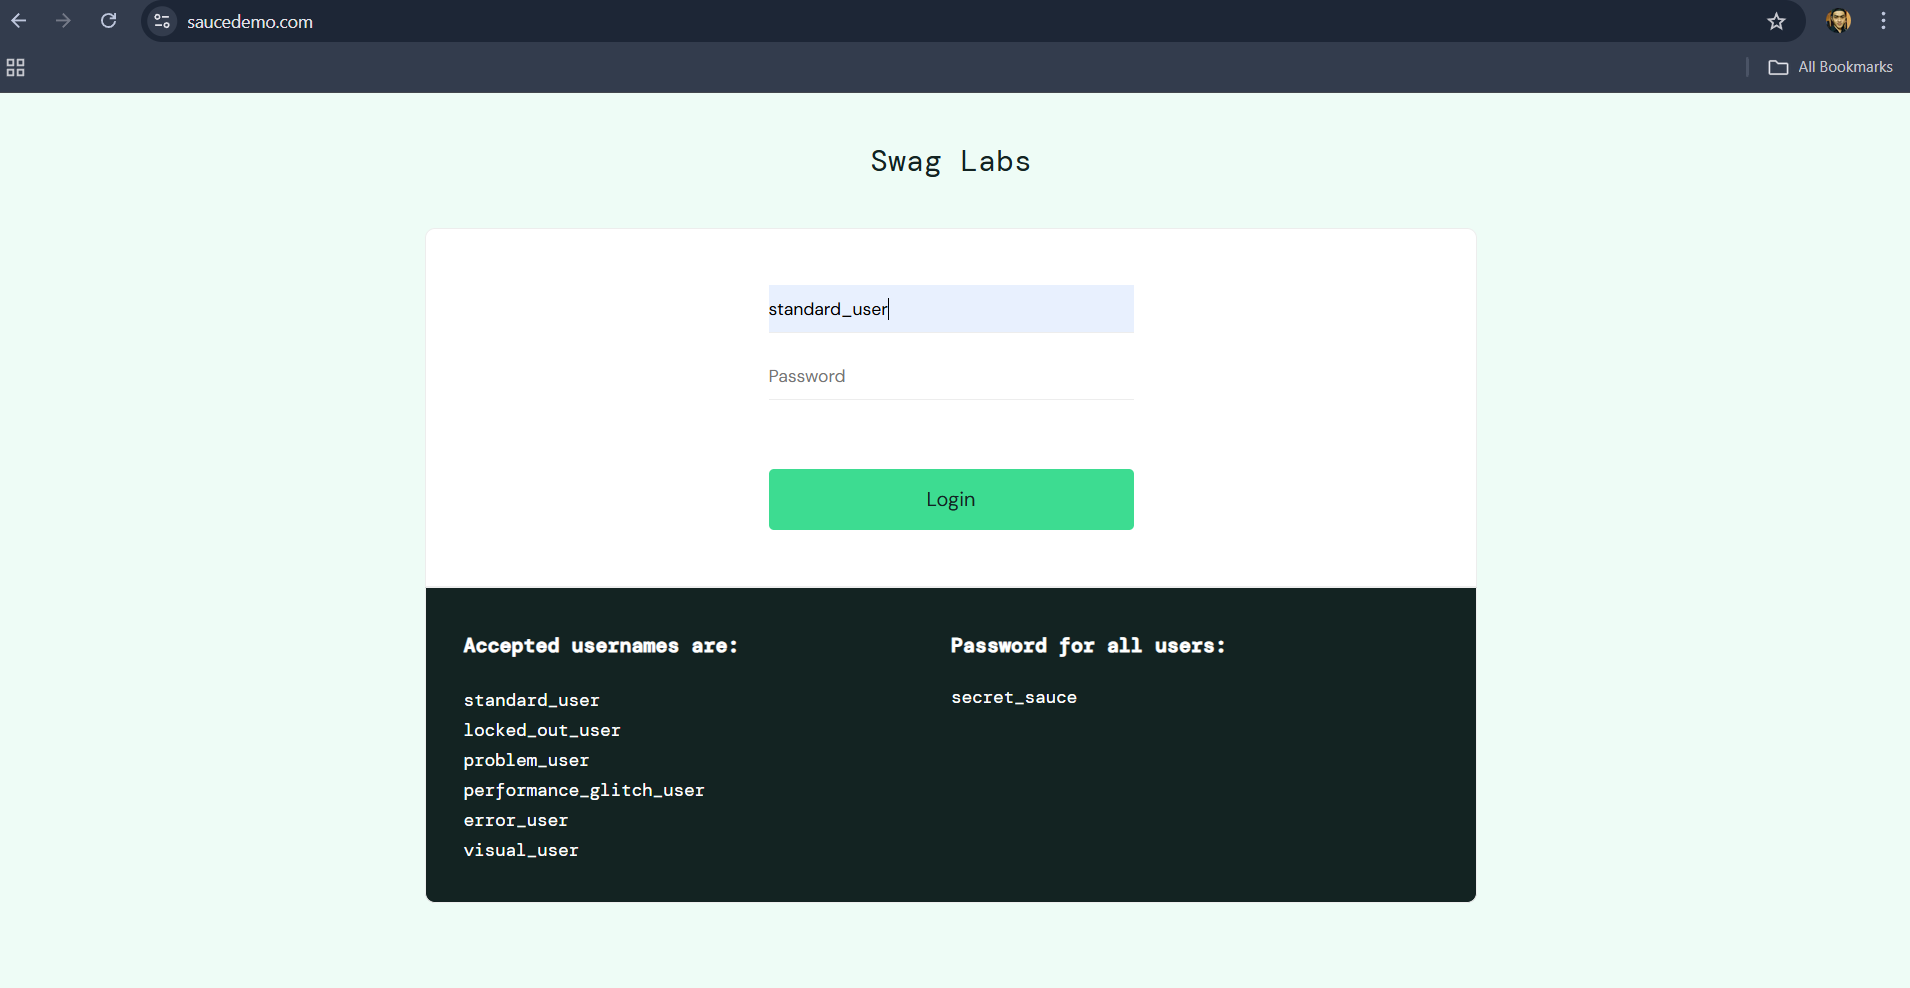 saucedemo.com
All Bookmarks
Swag Labs
standard_user
Password
Login
Accepted usernames are:
standard_user
locked_out_user
problem_user
performance_glitch_user
error_user
visual_user
Password for all users:
secret_sauce